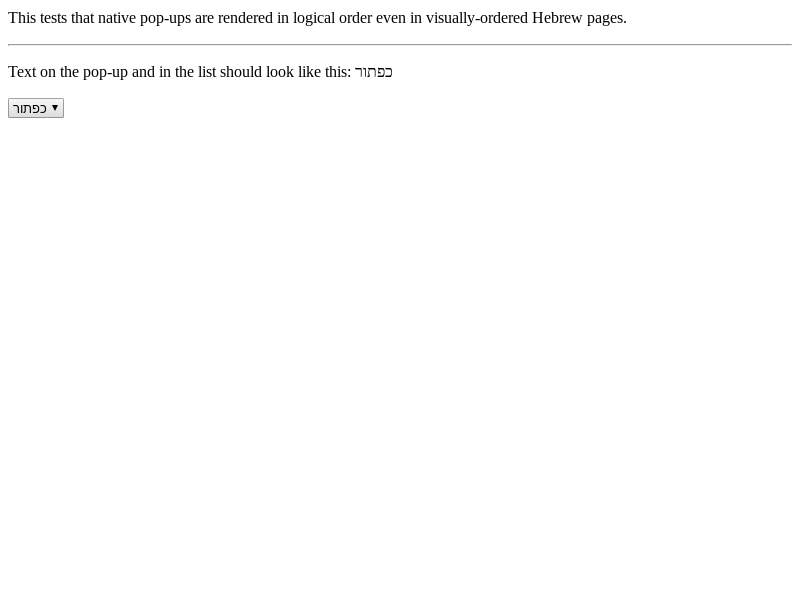 This tests that native pop-ups are rendered in logical order even in visually-ordered Hebrew pages.
Text on the pop-up and in the list should look like this: כפתור
כפתור ▼